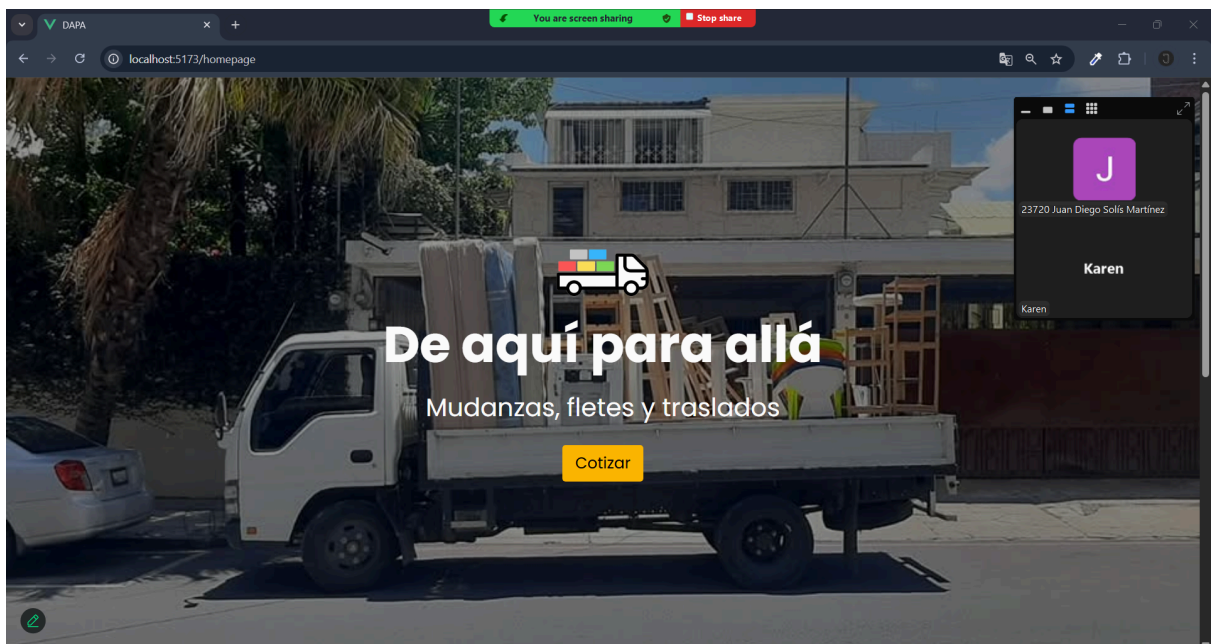 DAPA
You are screen sharing
Stop share
localhost:5173/homepage
J
23720 Juan Diego Solís Martínez
Karen
Karen
De aquí para allá
Mudanzas, fletes y traslados
Cotizar